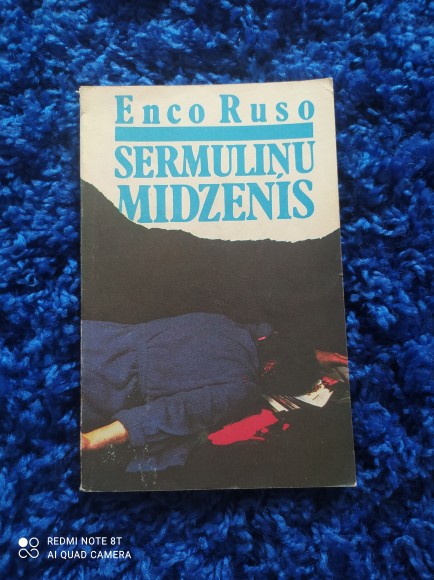 Enco Ruso
SERMULIŅU
MIDZENIS
REDMI NOTE 8T
AI QUAD CAMERA